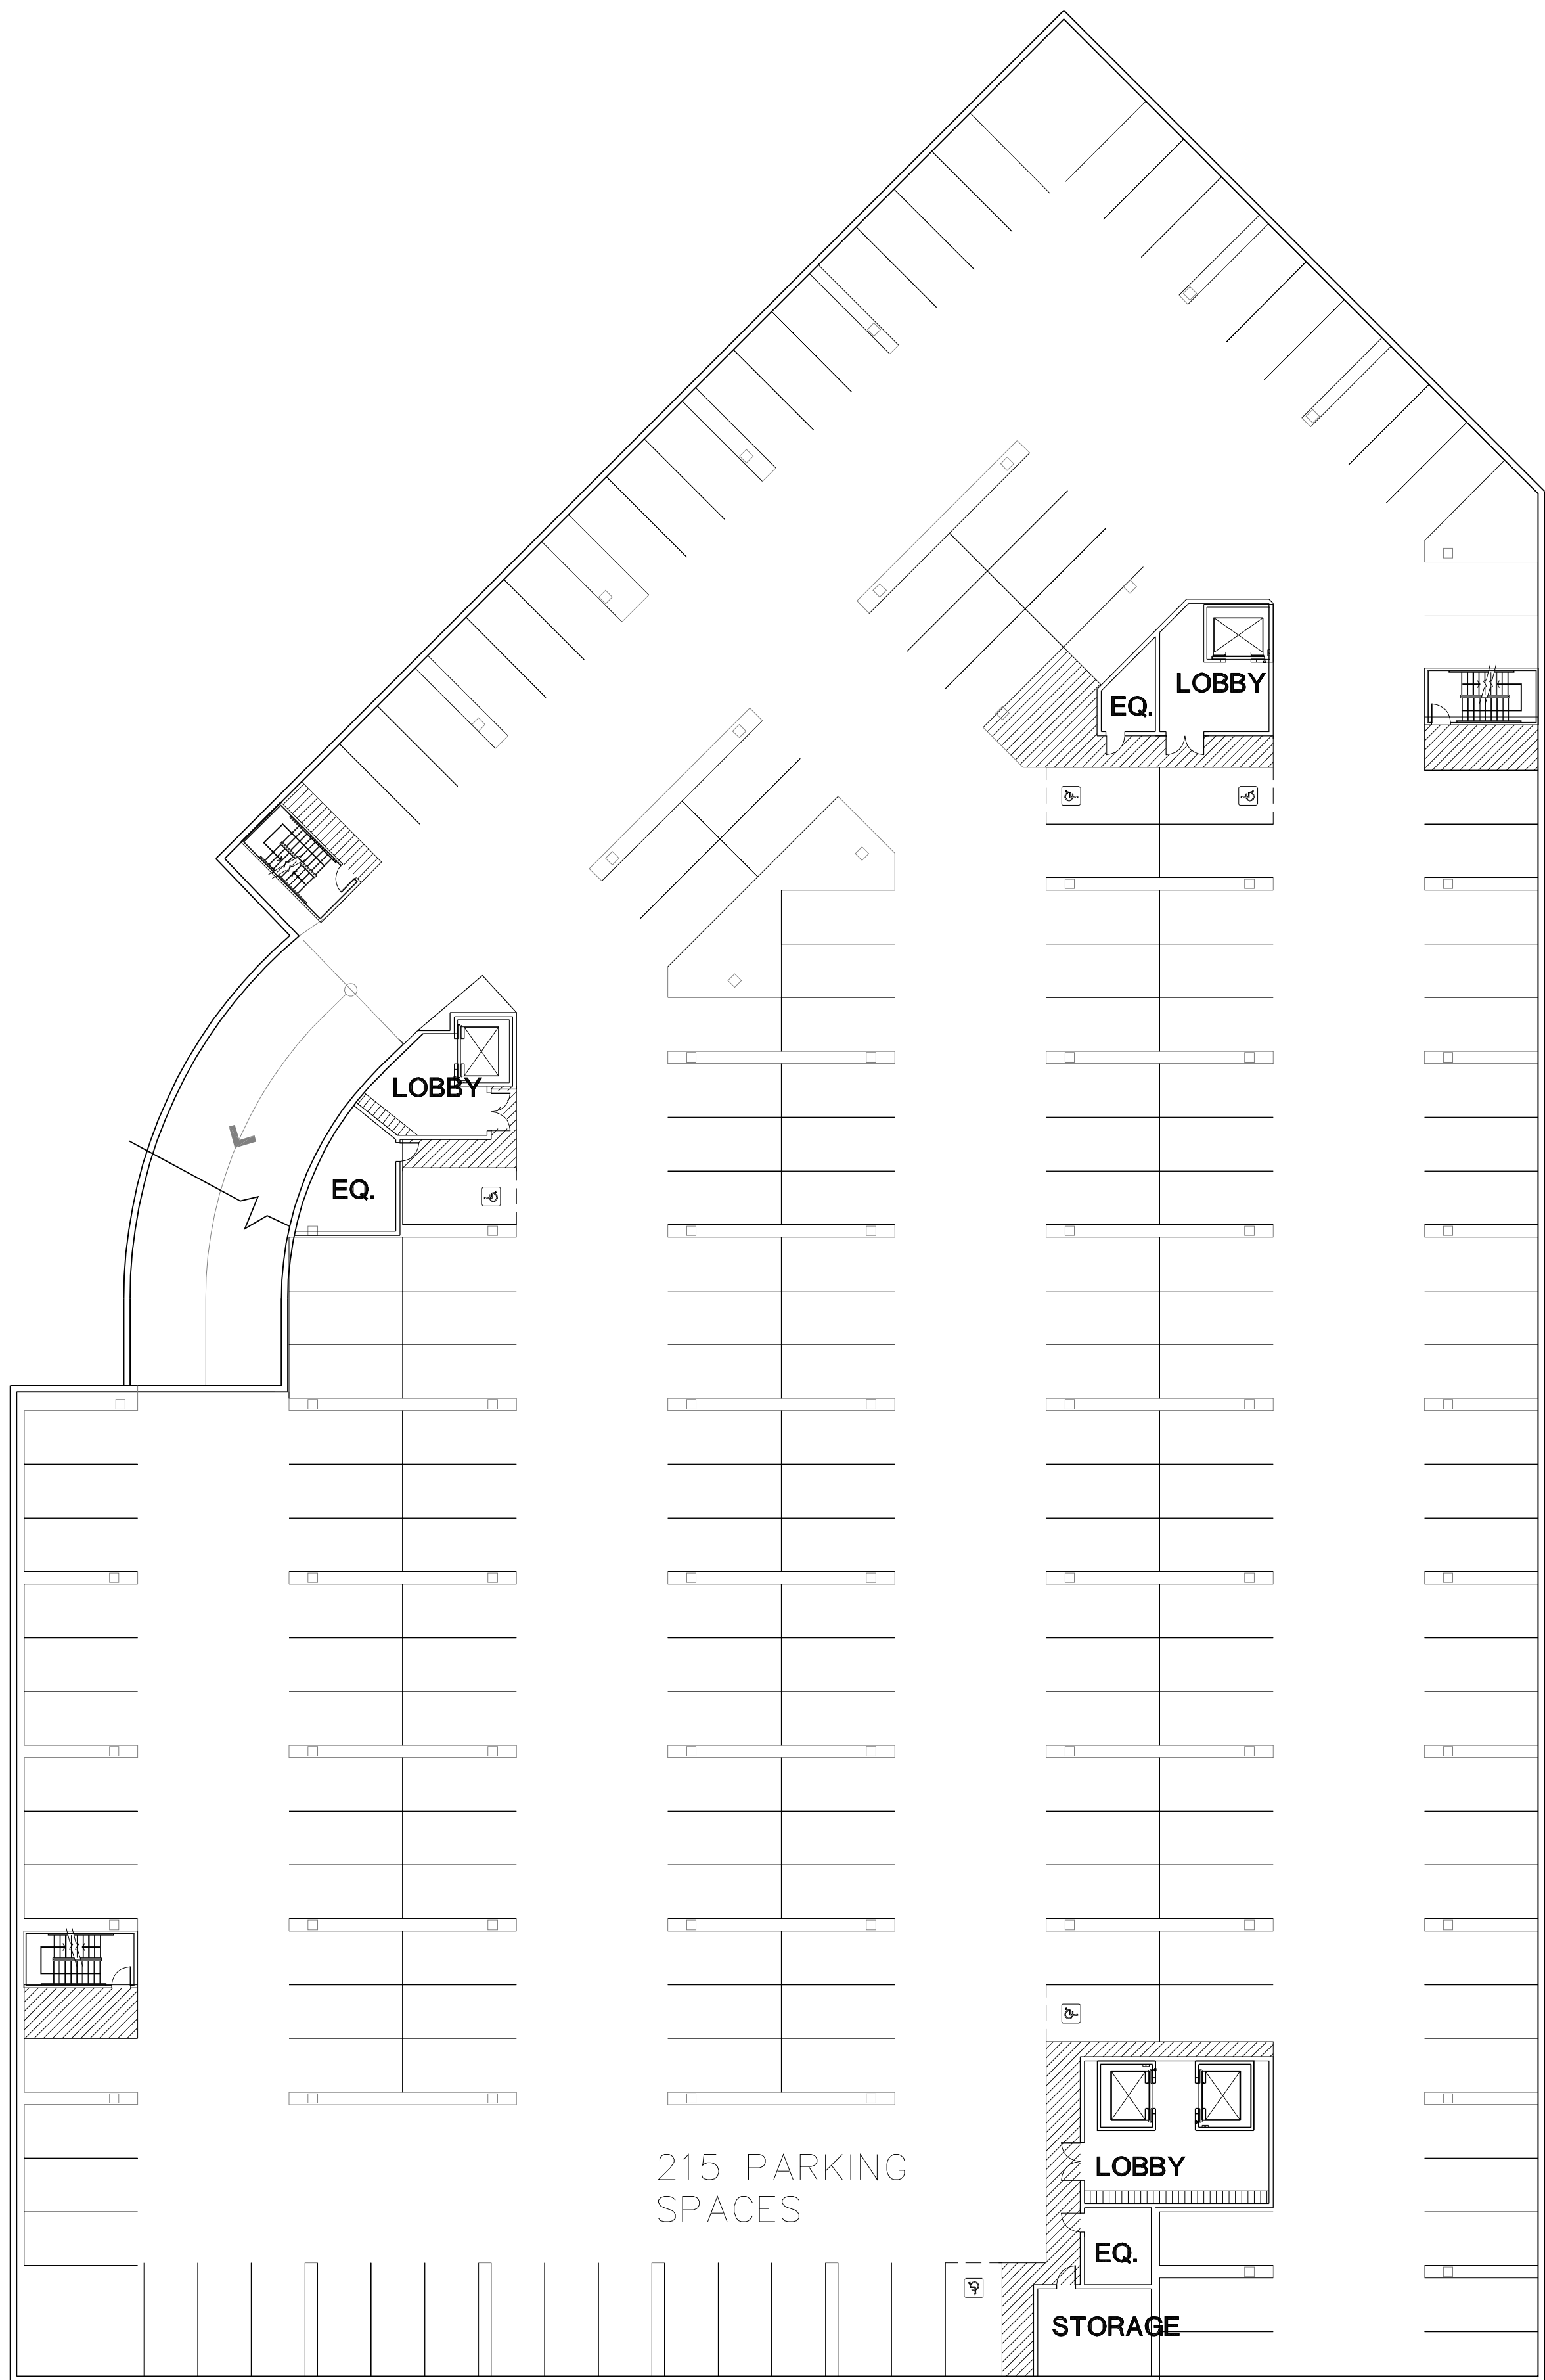 LOBBY
EQ.
LOBBY
EQ.
215 PARKING
SPACES
LOBBY
EQ.
STORAGE